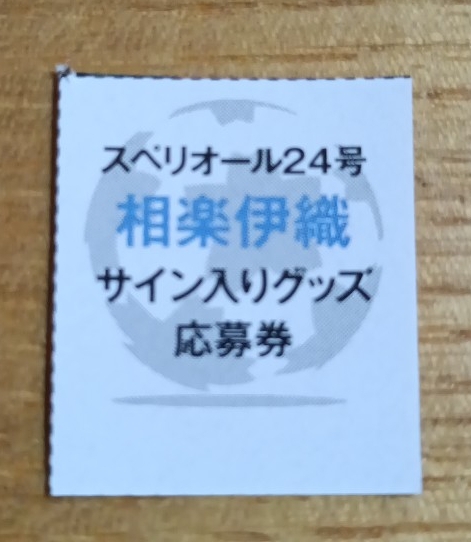 スペリオール24号
相楽伊織
サイン入りグッズ
応募券